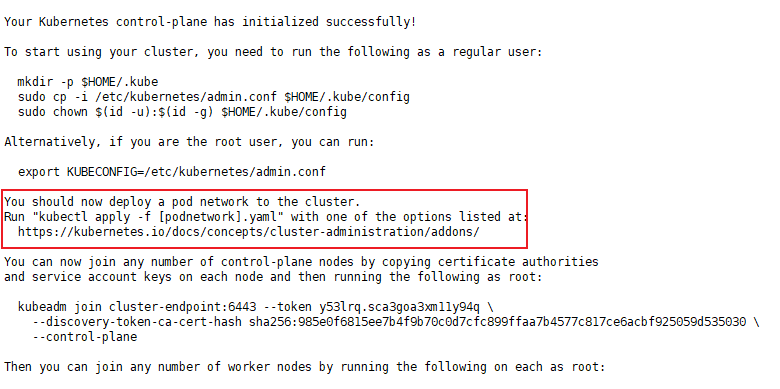 Your Kubernetes control-plane has initialized successfully!
To start using your cluster, you need to run the following as a regular user:
mkdir -p $HOME/.kube
sudo cp -i /etc/kubernetes/admin.conf $HOME/.kube/config
sudo chown $(id -u):$(id -g) $HOME/.kube/config
Alternatively, if you are the root user, you can run:
export KUBECONFIG=/etc/kubernetes/admin.conf
You should now deploy a pod network to the cluster.
Run "kubectl apply -f [podnetwork].yaml" with one of the options listed at:
https://kubernetes.io/docs/concepts/cluster-administration/addons/
You can now join any number of control-plane nodes by copying certificate authorities
and service account keys on each node and then running the following as root:
kubeadm join cluster-endpoint:6443 --token y53lrq.sca3goa3xm11y94q \
--discovery-token-ca-cert-hash sha256:985e0f6815ee7b4f9b70c0d7cfc899ffaa7b4577c817ce6acbf925059d535030 \
--control-plane
Then you can join any number of worker nodes by running the following on each as root: